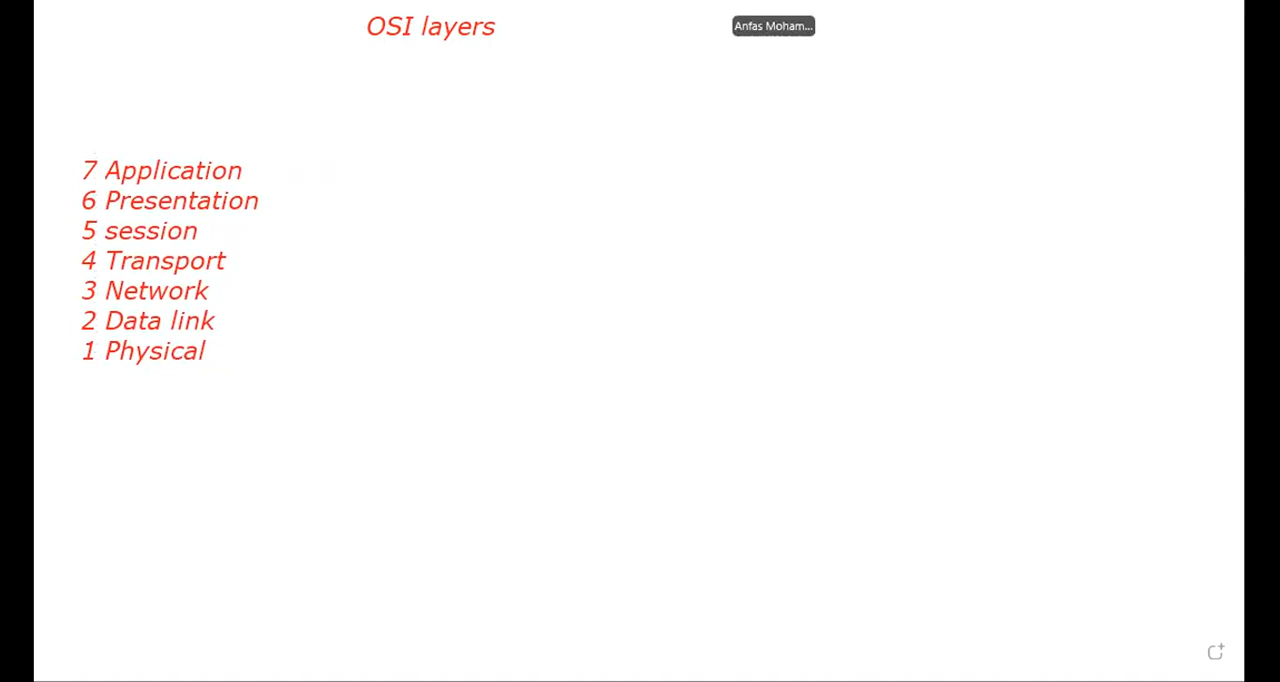 OSI layers
Anfas Moham...
7 Application
6 Presentation
5 session
4 Transport
3 Network
2 Data link
1 Physical